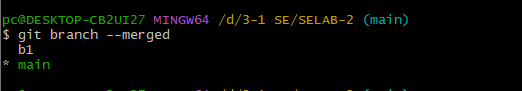 pc@DESKTOP-CB2UI27 MINGW64 /d/3-1 SE/SELAB-2 (main)
$ git branch --merged
  b1
* main